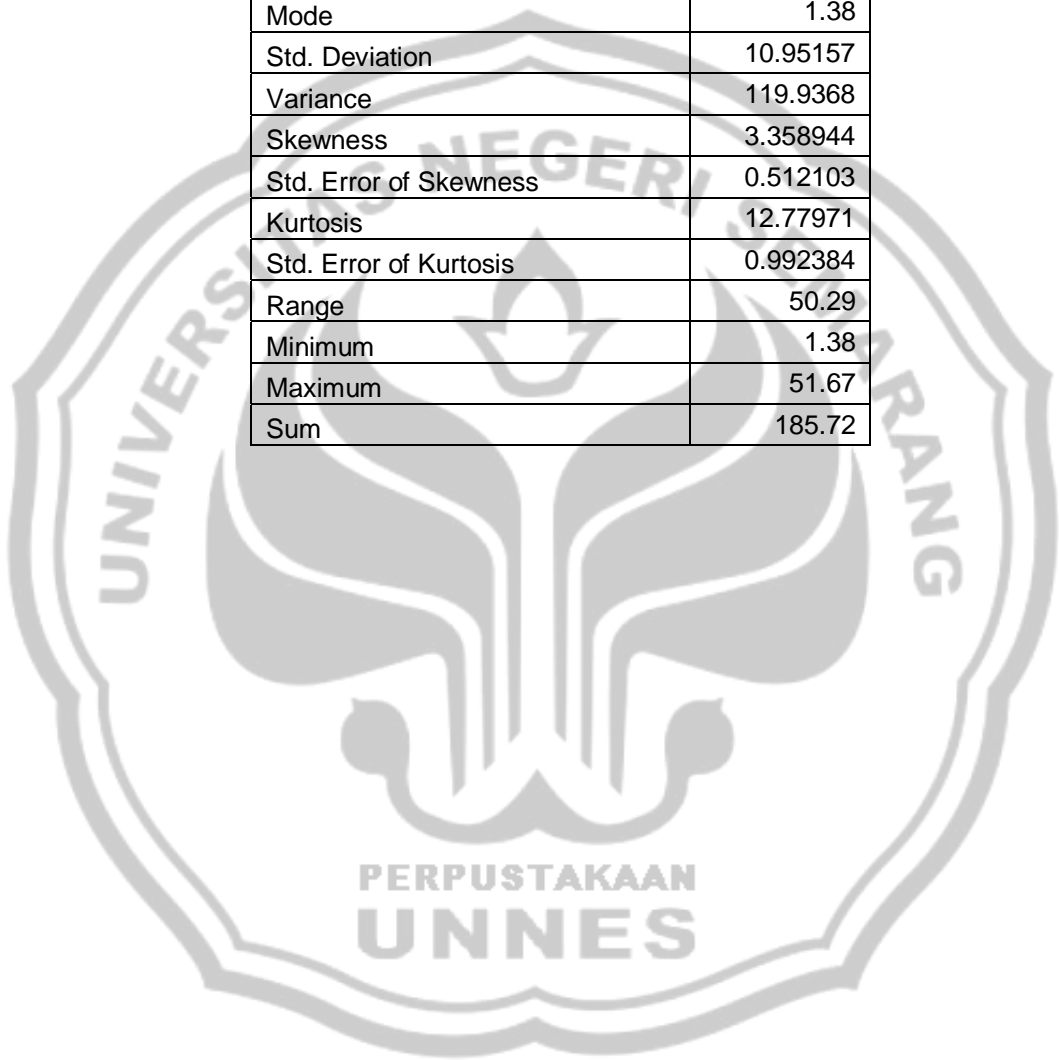 Mode 1.38
Std. Deviation 10.95157
Variance 119.9368
Skewness 3.358944
Std. Error of Skewness 0.512103
Kurtosis 12.77971
Std. Error of Kurtosis 0.992384
Range 50.29
Minimum 1.38
Maximum 51.67
Sum 185.72
UNIVERSITAS NEGERI SEMARANG
PERPUSTAKAAN
UNNES